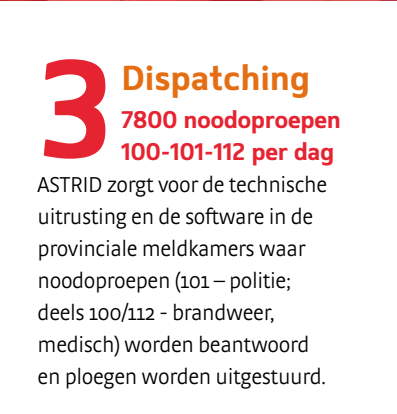 3
Dispatching
7800 noodoproepen
100-101-112 per dag
ASTRID zorgt voor de technische
uitrusting en de software in de
provinciale meldkamers waar
noodoproepen (101 – politie;
deels 100/112 - brandweer,
medisch) worden beantwoord
en ploegen worden uitgestuurd.